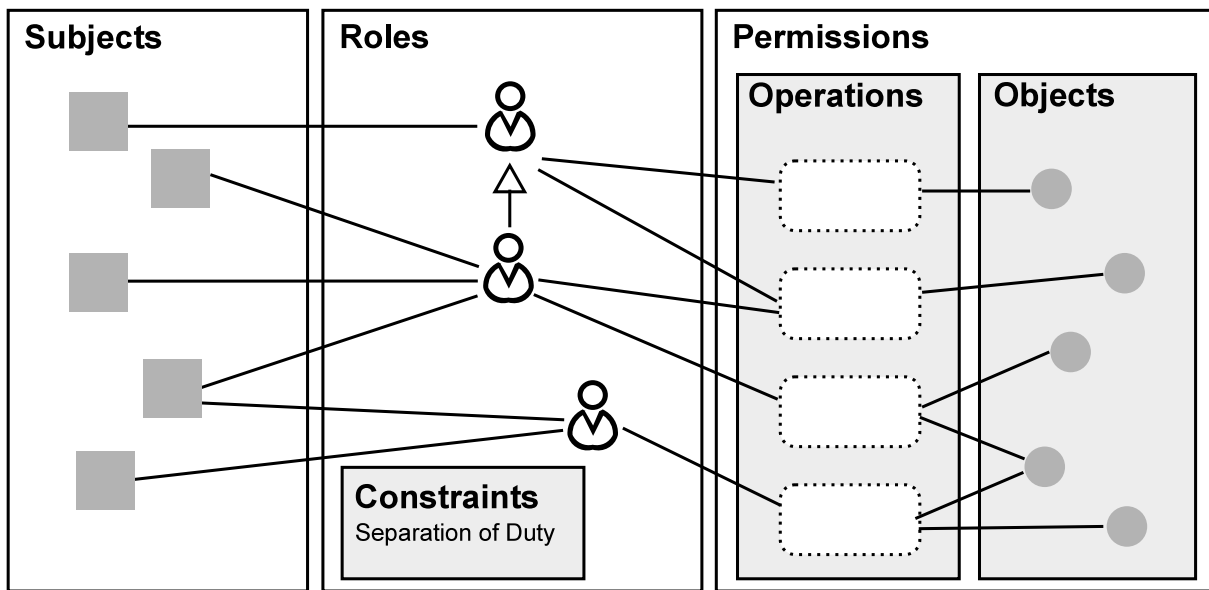 Subjects
Roles
Permissions
Operations
Objects
Constraints
Separation of Duty